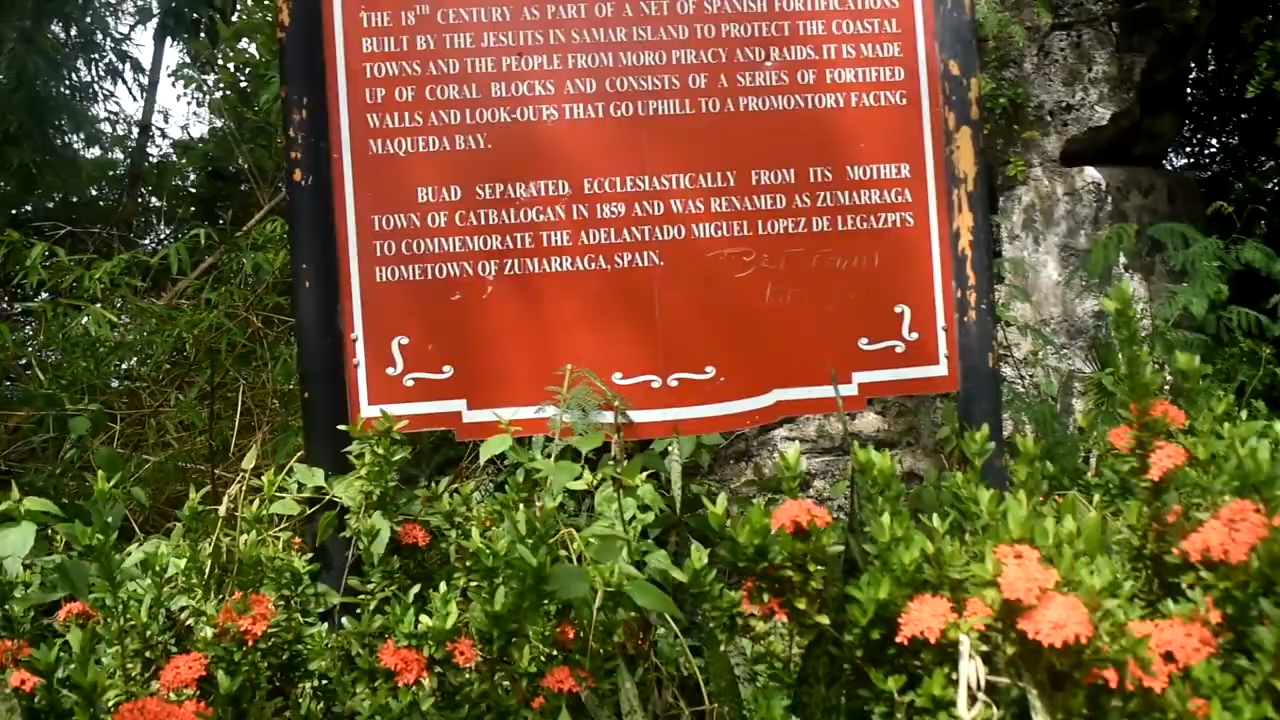 THE 18TH CENTURY AS PART OF A NET OF SPANISH FORTIFICATIONS
BUILT BY THE JESUITS IN SAMAR ISLAND TO PROTECT THE COASTAL
TOWNS AND THE PEOPLE FROM MORO PIRACY AND RAIDS. IT IS MADE
UP OF CORAL BLOCKS AND CONSISTS OF A SERIES OF FORTIFIED
WALLS AND LOOK-OUTS THAT GO UPHILL TO A PROMONTORY FACING
MAQUEDA BAY.
BUAD SEPARATED ECCLESIASTICALLY FROM ITS MOTHER
TOWN OF CATBALOGAN IN 1859 AND WAS RENAMED AS ZUMARRAGA
TO COMMEMORATE THE ADELANTADO MIGUEL LOPEZ DE LEGAZPI'S
HOMETOWN OF ZUMARRAGA, SPAIN.